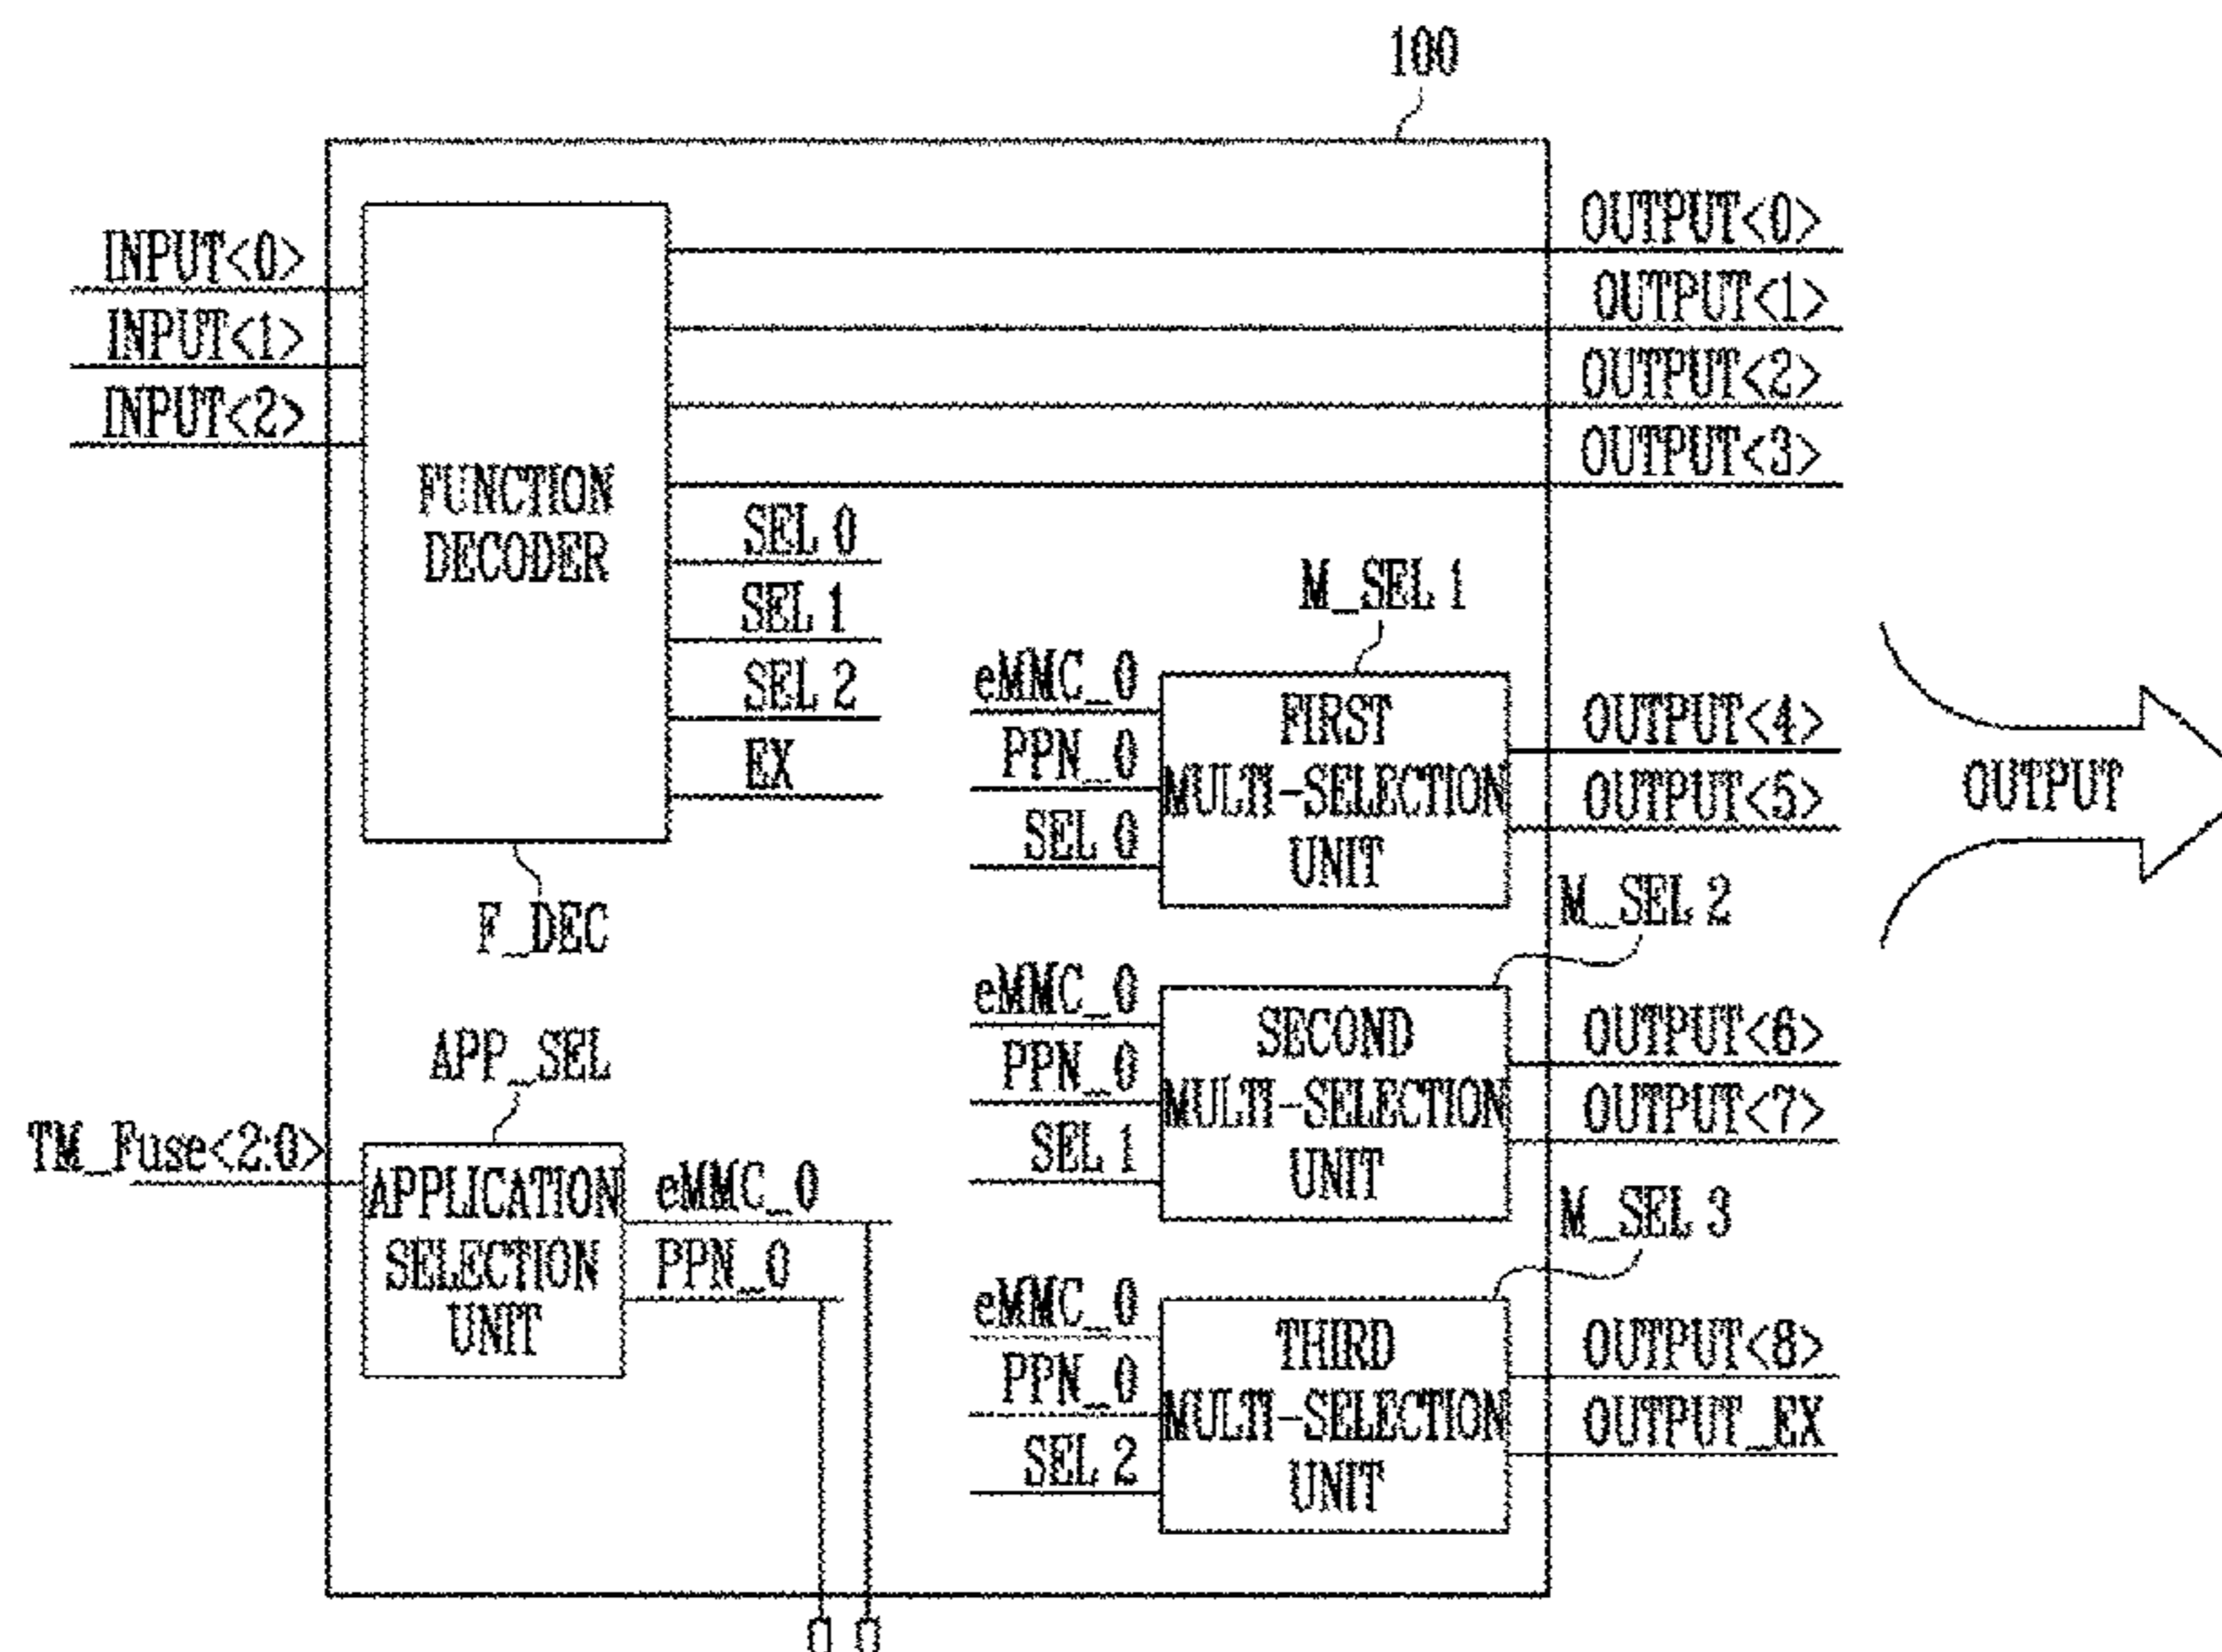 100
INPUT<0>
INPUT<1>
INPUT<2>
FUNCTION
DECODER
F_DEC
OUTPUT<0>
OUTPUT<1>
OUTPUT<2>
OUTPUT<3>
SEL 0
SEL 1
SEL 2
EX
M_SEL 1
eMMC_0
PPN_0
SEL 0
FIRST
MULTI-SELECTION
UNIT
OUTPUT<4>
OUTPUT<5>
OUTPUT
M_SEL 2
eMMC_0
PPN_0
SEL 1
SECOND
MULTI-SELECTION
UNIT
OUTPUT<6>
OUTPUT<7>
APP_SEL
TM_Fuse<2:0>
APPLICATION
SELECTION
UNIT
eMMC_0
PPN_0
M_SEL 3
eMMC_0
PPN_0
SEL 2
THIRD
MULTI-SELECTION
UNIT
OUTPUT<8>
OUTPUT_EX